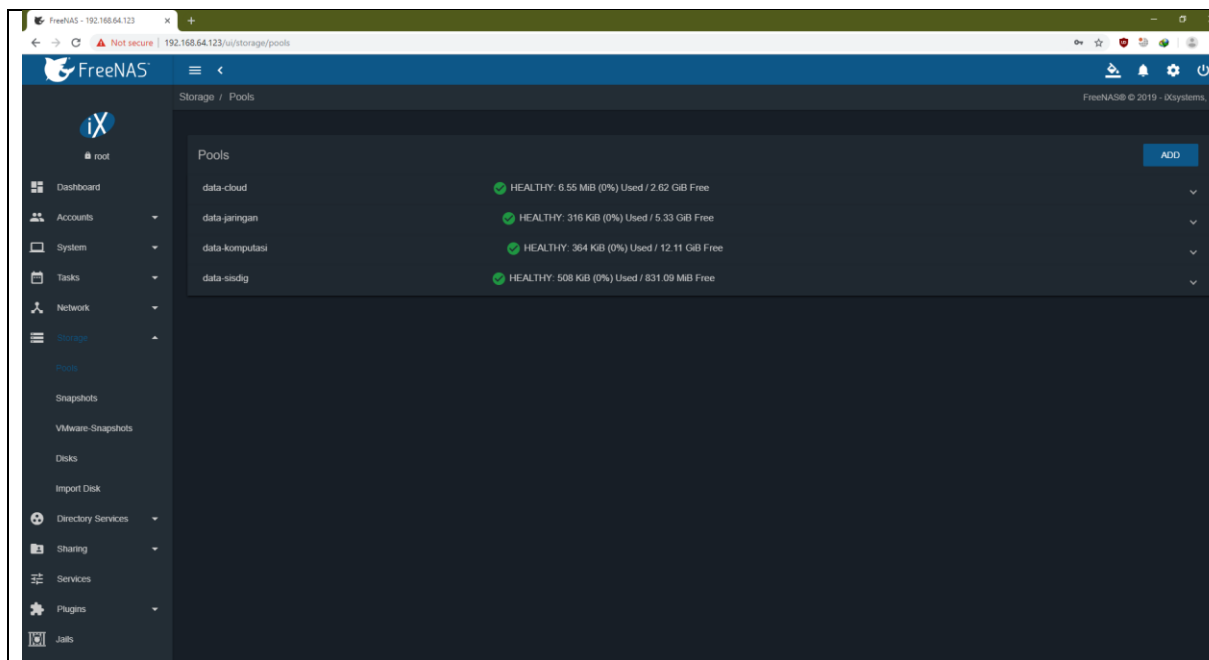 FreeNAS - 192.168.64.123
Not secure | 192.168.64.123/ui/storage/pools
FreeNAS
Storage / Pools
FreeNAS® © 2019 - iXsystems,
iX
root
Pools
ADD
data-cloud
HEALTHY: 6.55 MiB (0%) Used / 2.62 GiB Free
data-jaringan
HEALTHY: 316 KiB (0%) Used / 5.33 GiB Free
data-komputasi
HEALTHY: 364 KiB (0%) Used / 12.11 GiB Free
data-sisdig
HEALTHY: 508 KiB (0%) Used / 831.09 MiB Free
Dashboard
Accounts
System
Tasks
Network
Storage
Pools
Snapshots
VMware-Snapshots
Disks
Import Disk
Directory Services
Sharing
Services
Plugins
Jails